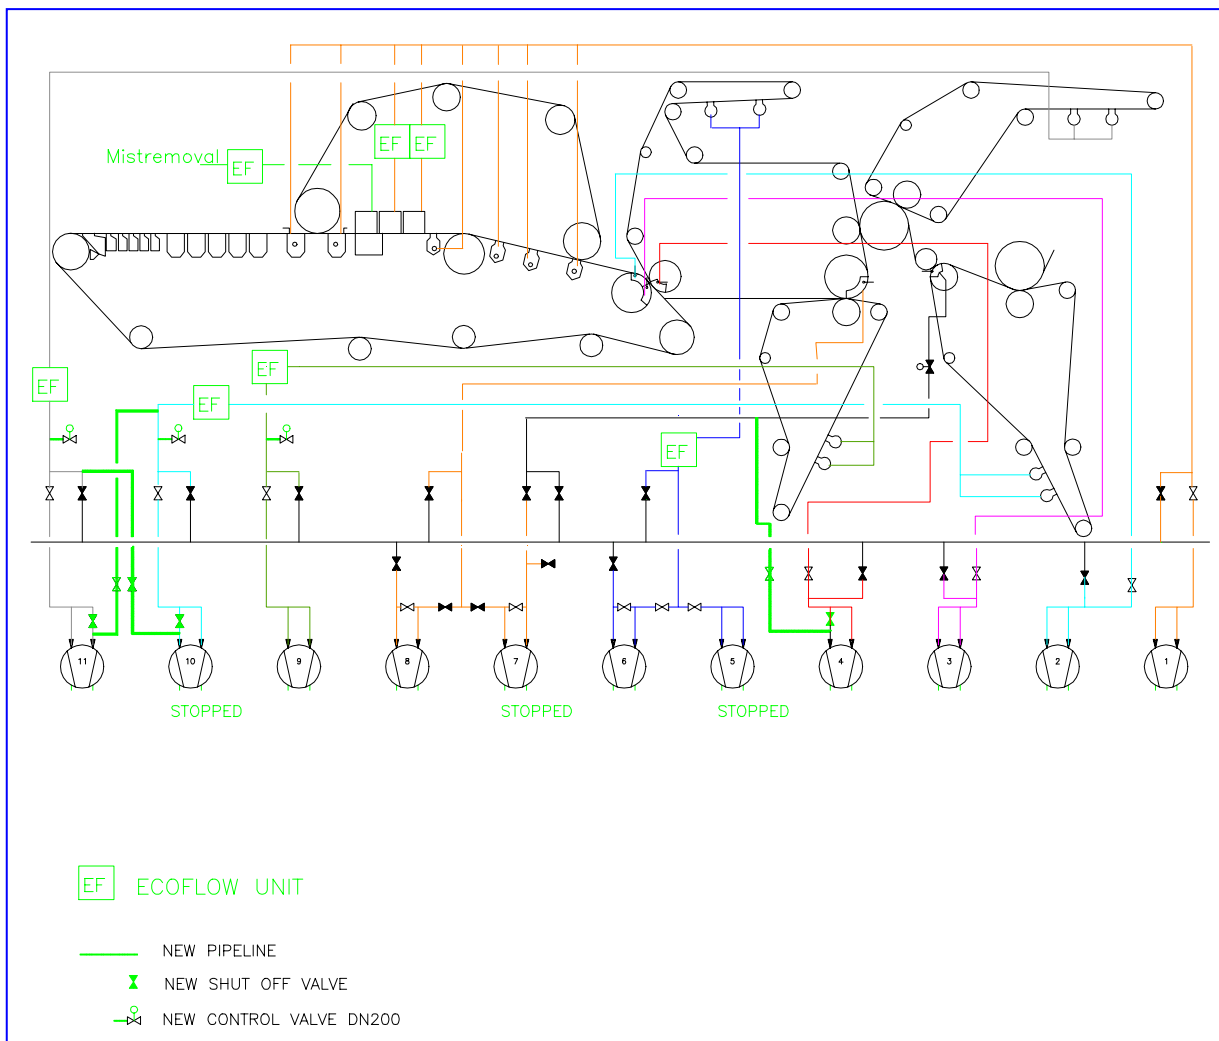 EF EF
Mistremoval EF
EF
EF
EF
EF
11 10 9 8 7 6 5 4 3 2 1
STOPPED STOPPED STOPPED
EF ECOFLOW UNIT
NEW PIPELINE
NEW SHUT OFF VALVE
NEW CONTROL VALVE DN200